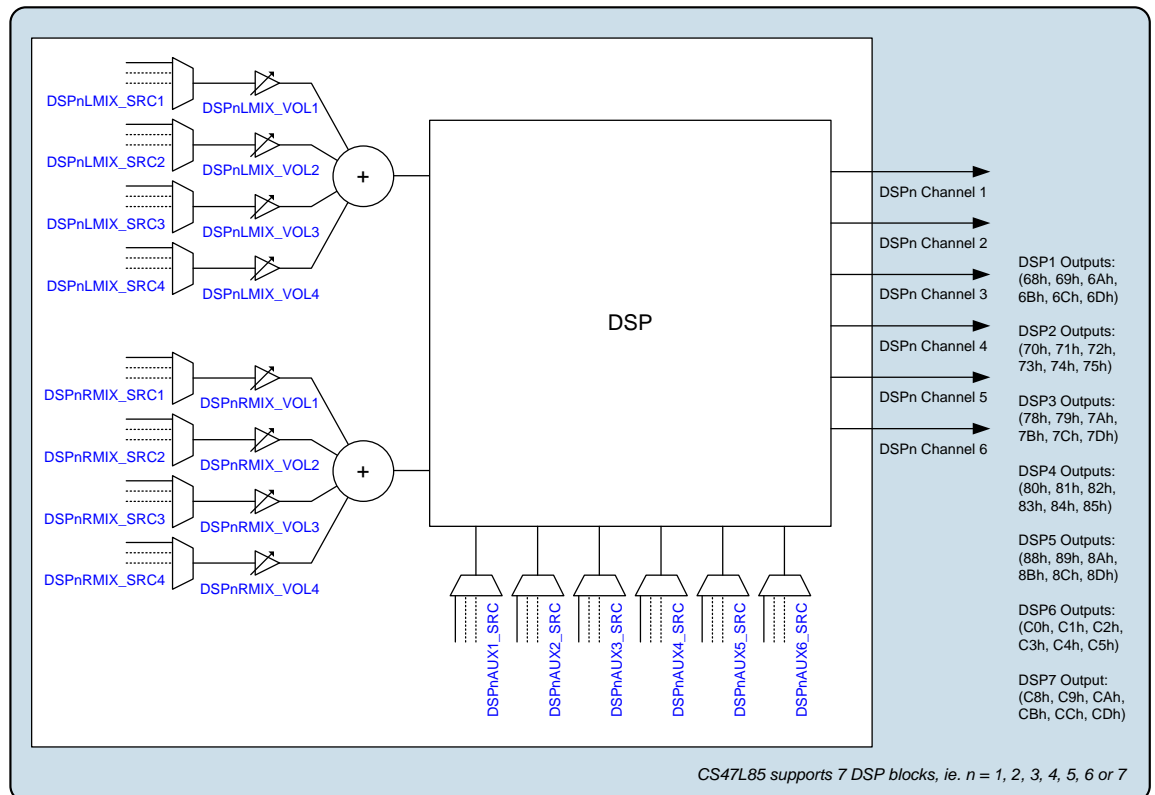 DSPnLMIX_SRC1
DSPnLMIX_VOL1
DSPnLMIX_SRC2
DSPnLMIX_VOL2
DSPnLMIX_SRC3
DSPnLMIX_VOL3
DSPnLMIX_SRC4
DSPnLMIX_VOL4
+
DSPnRMIX_SRC1
DSPnRMIX_VOL1
DSPnRMIX_SRC2
DSPnRMIX_VOL2
DSPnRMIX_SRC3
DSPnRMIX_VOL3
DSPnRMIX_SRC4
DSPnRMIX_VOL4
+
DSP
DSPnAUX1_SRC
DSPnAUX2_SRC
DSPnAUX3_SRC
DSPnAUX4_SRC
DSPnAUX5_SRC
DSPnAUX6_SRC
DSPn Channel 1
DSPn Channel 2
DSPn Channel 3
DSPn Channel 4
DSPn Channel 5
DSPn Channel 6
DSP1 Outputs:
(68h, 69h, 6Ah,
6Bh, 6Ch, 6Dh)
DSP2 Outputs:
(70h, 71h, 72h,
73h, 74h, 75h)
DSP3 Outputs:
(78h, 79h, 7Ah,
7Bh, 7Ch, 7Dh)
DSP4 Outputs:
(80h, 81h, 82h,
83h, 84h, 85h)
DSP5 Outputs:
(88h, 89h, 8Ah,
8Bh, 8Ch, 8Dh)
DSP6 Outputs:
(C0h, C1h, C2h,
C3h, C4h, C5h)
DSP7 Output:
(C8h, C9h, CAh,
CBh, CCh, CDh)
CS47L85 supports 7 DSP blocks, ie. n = 1, 2, 3, 4, 5, 6 or 7